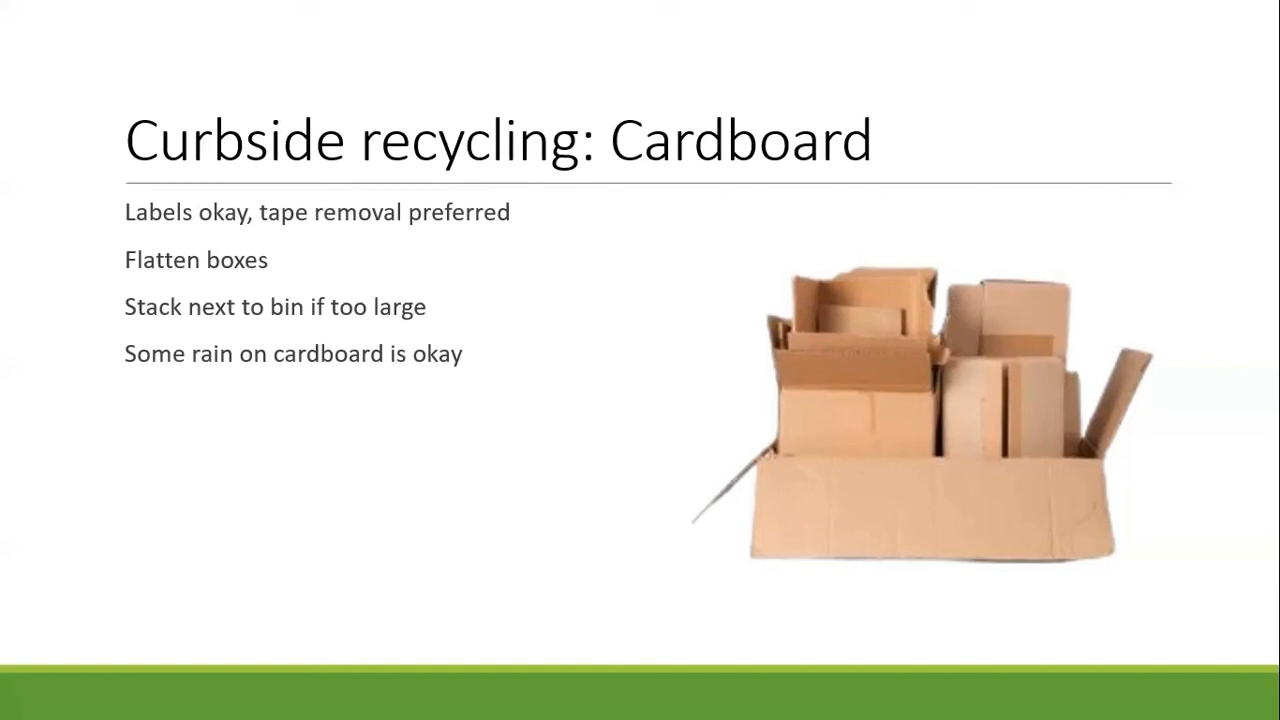 Curbside recycling: Cardboard
Labels okay, tape removal preferred
Flatten boxes
Stack next to bin if too large
Some rain on cardboard is okay